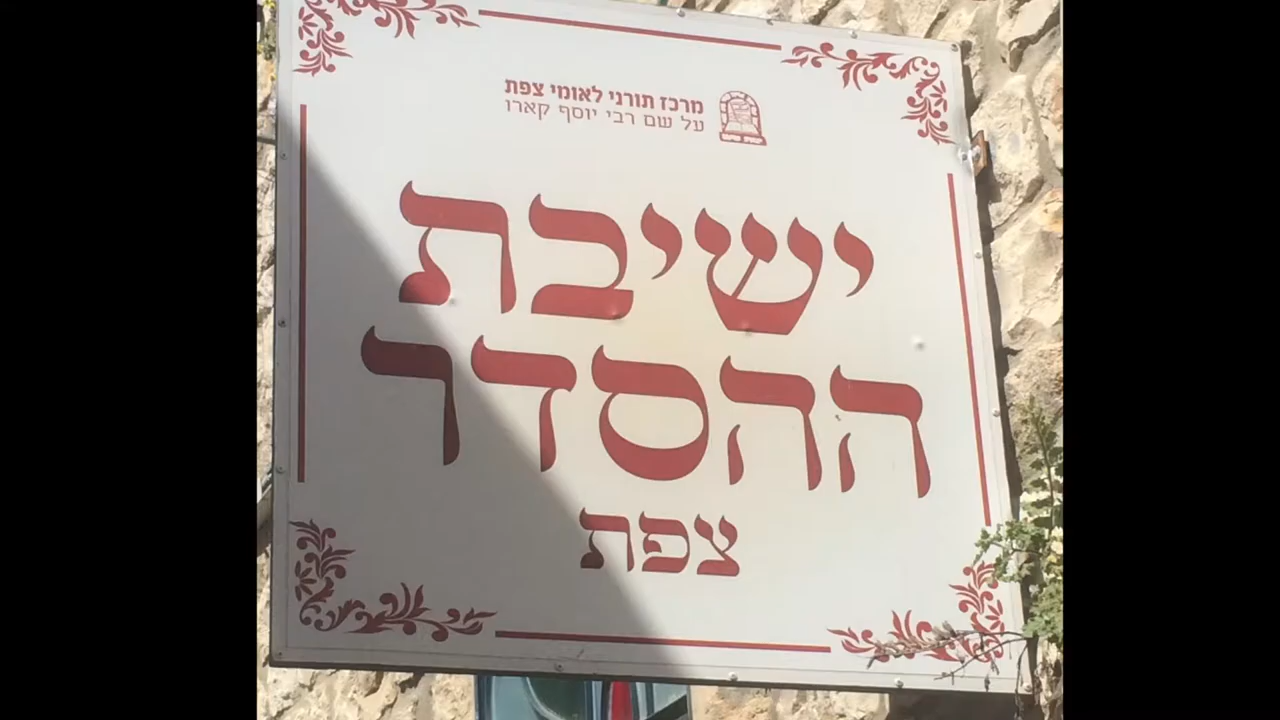 מרכז תורני לאומי צפת
על שם רבי יוסף קארו
ישיבת
ההסדר
צפת